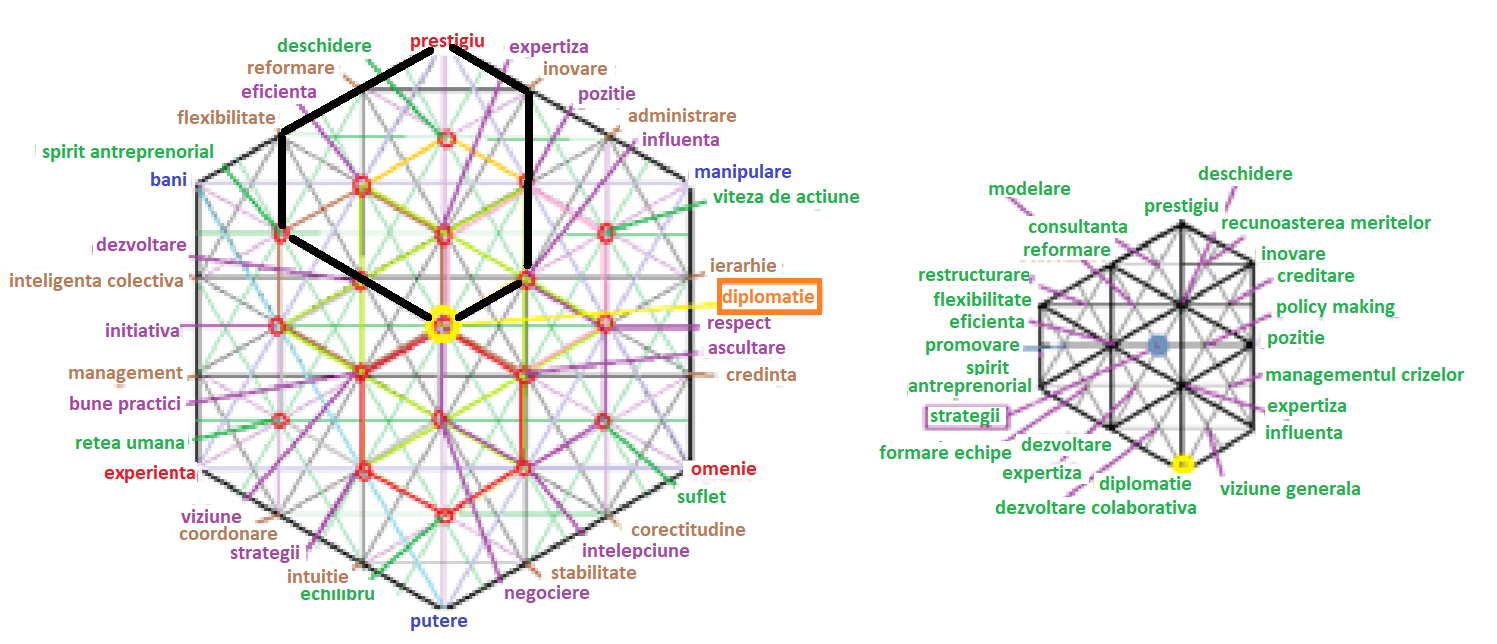 prestigiu
deschidere
expertiza
reformare
inovare
eficienta
pozitie
flexibilitate
administrare
influenta
spirit antreprenorial
bani
manipulare
viteza de actiune
dezvoltare
ierarhie
inteligenta colectiva
diplomatie
initiativa
respect
ascultare
management
credinta
bune practici
retea umana
experienta
omenie
suflet
viziune
coordonare
corectitudine
strategii
intelepciune
intuitie
stabilitate
echilibru
negociere
putere
deschidere
modelare
prestigiu
consultanta
recunoasterea meritelor
reformare
inovare
restructurare
creditare
flexibilitate
policy making
eficienta
promovare
pozitie
spirit
antreprenorial
managementul crizelor
strategii
expertiza
influenta
dezvoltare
formare echipe
expertiza
diplomatie
viziune generala
dezvoltare colaborativa